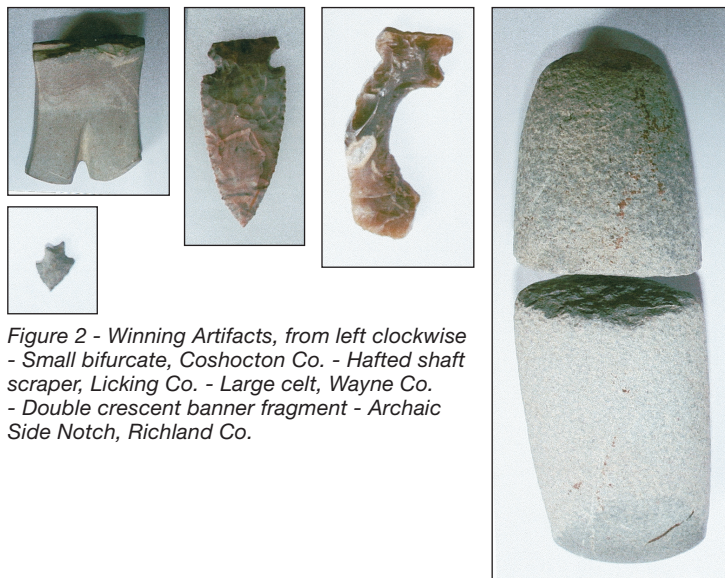 Figure 2 - Winning Artifacts, from left clockwise
- Small bifurcate, Coshocton Co. - Hafted shaft
scraper, Licking Co. - Large celt, Wayne Co.
- Double crescent banner fragment - Archaic
Side Notch, Richland Co.